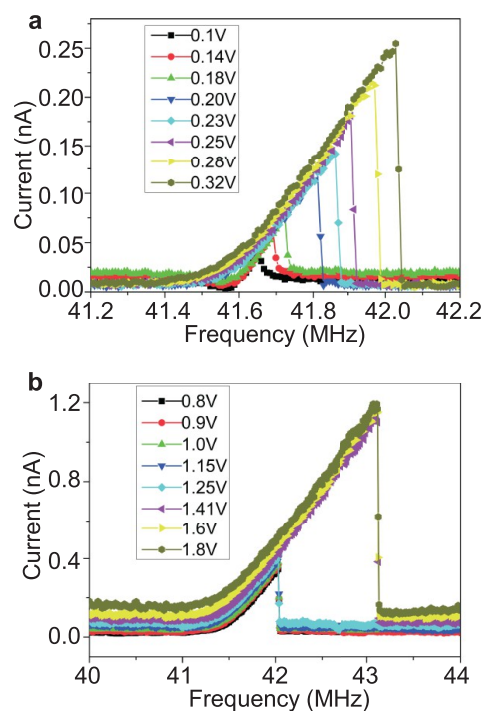 a
0.1V
0.14V
0.18V
0.20V
0.23V
0.25V
0.28V
0.32V
Current (nA)
0.25
0.20
0.15
0.10
0.05
0.00
41.2 41.4 41.6 41.8 42.0 42.2
Frequency (MHz)
b
0.8V
0.9V
1.0V
1.15V
1.25V
1.41V
1.6V
1.8V
Current (nA)
1.2
0.8
0.4
0.0
40 41 42 43 44
Frequency (MHz)